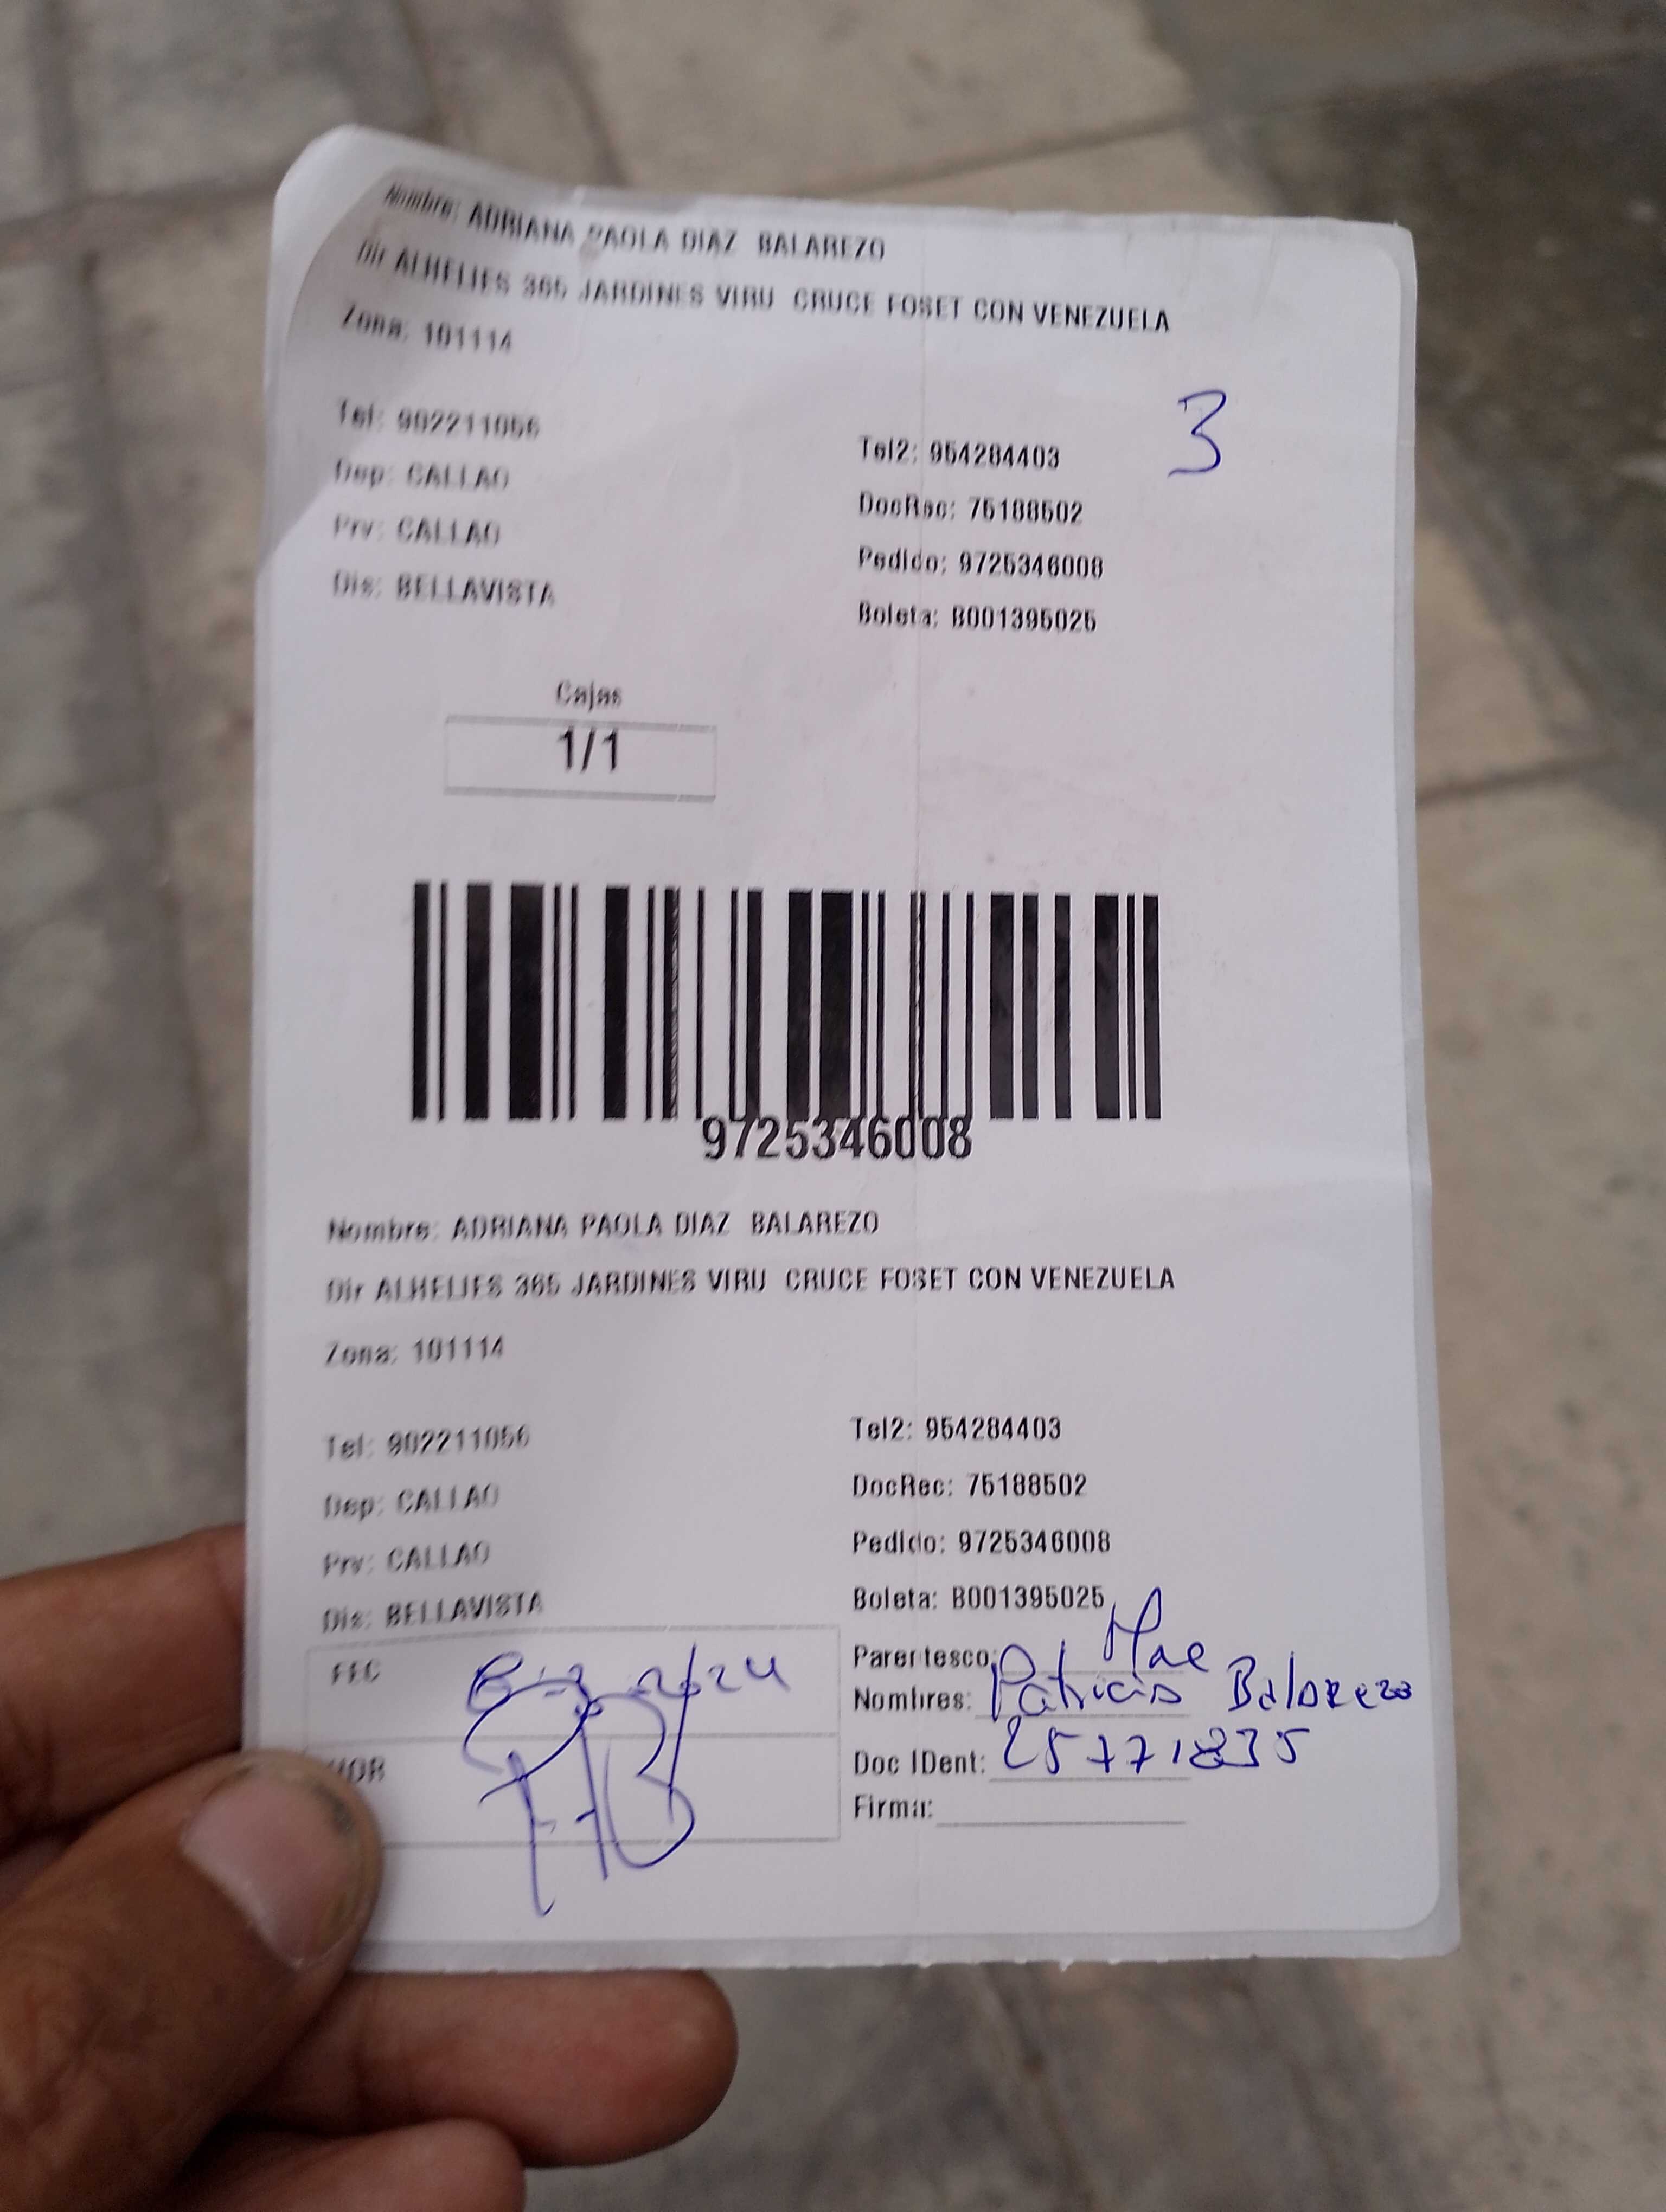 Nombre: ADRIANA PAOLA DIAZ BALAREZO
Dir ALHELIES 365 JARDINES VIRU CRUCE FOSET CON VENEZUELA
Zona: 101114
3
Tel: 902211056 Tel2: 954284403
Dep: CALLAO DocRec: 75188502
Prv: CALLAO Pedido: 9725346008
Dis: BELLAVISTA Boleta: B001395025
Cajas
1/1
9725346008
Nombre: ADRIANA PAOLA DIAZ BALAREZO
Dir ALHELIES 365 JARDINES VIRU CRUCE FOSET CON VENEZUELA
Zona: 101114
Tel: 902211056 Tel2: 954284403
Dep: CALLAO DocRec: 75188502
Prv: CALLAO Pedido: 9725346008
Dis: BELLAVISTA Boleta: B001395025
FEC Parentesco:
Nombres: Patricia Balarezo
HOR Doc IDent: 25771835
Firma: